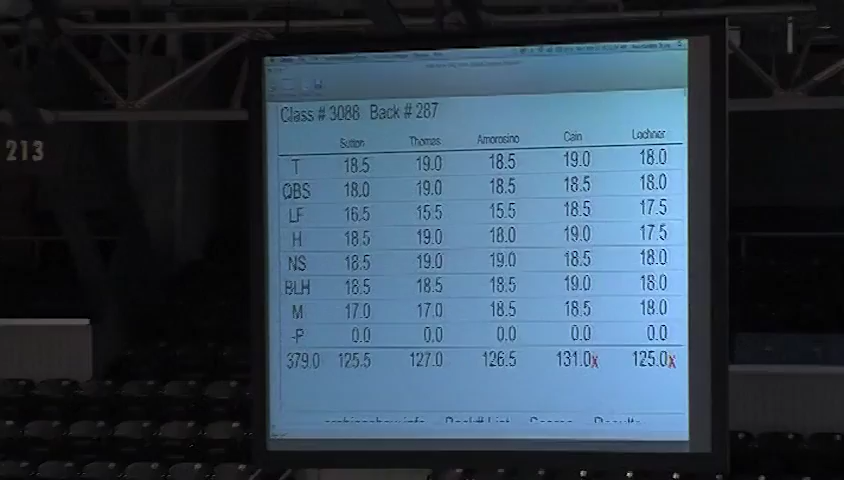 Class # 3088 Back # 287
Sutton Thomas Amorosino Cain Lochner
T 18.5 19.0 18.5 19.0 18.0
OBS 18.0 19.0 18.5 18.5 18.0
LF 16.5 15.5 15.5 18.5 17.5
H 18.5 19.0 18.0 19.0 17.5
NS 18.5 19.0 19.0 18.5 18.0
BLH 18.5 18.5 18.5 19.0 18.0
M 17.0 17.0 18.5 18.5 18.0
-P 0.0 0.0 0.0 0.0 0.0
379.0 125.5 127.0 126.5 131.0x 125.0x
213